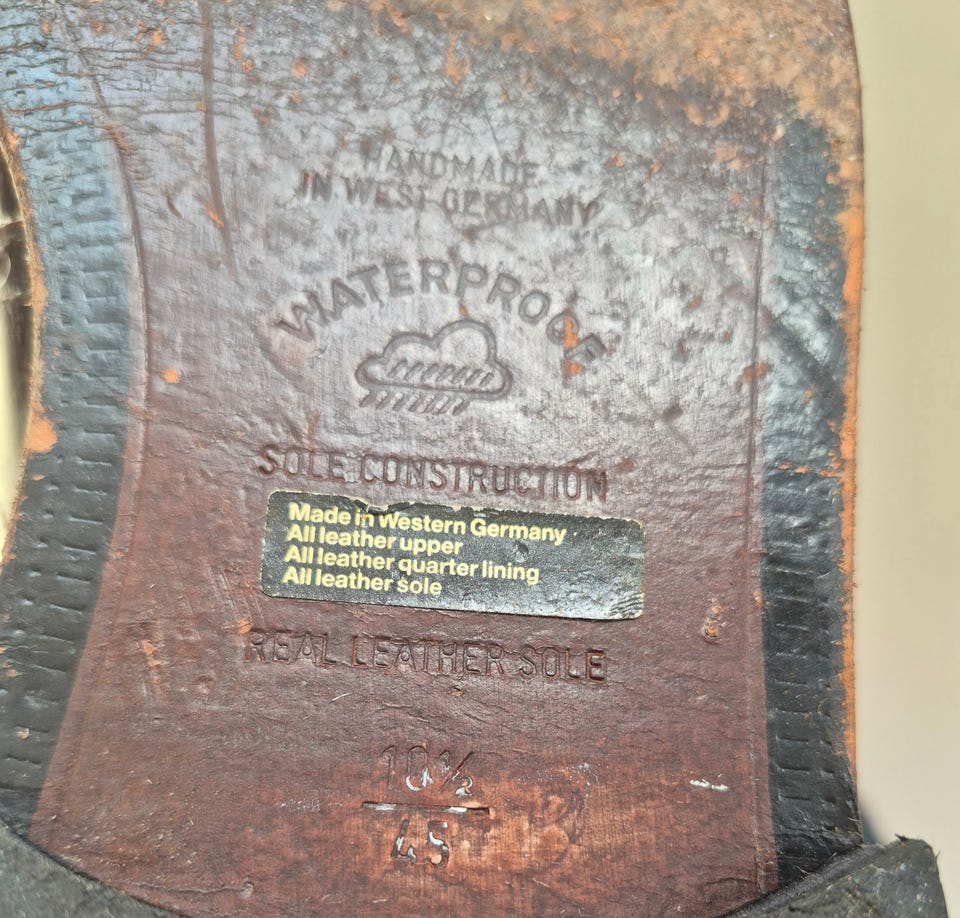 HANDMADE
IN WEST GERMANY
WATERPROOF
SOLE CONSTRUCTION
Made in Western Germany
All leather upper
All leather quarter lining
All leather sole
REAL LEATHER SOLE
10½
45